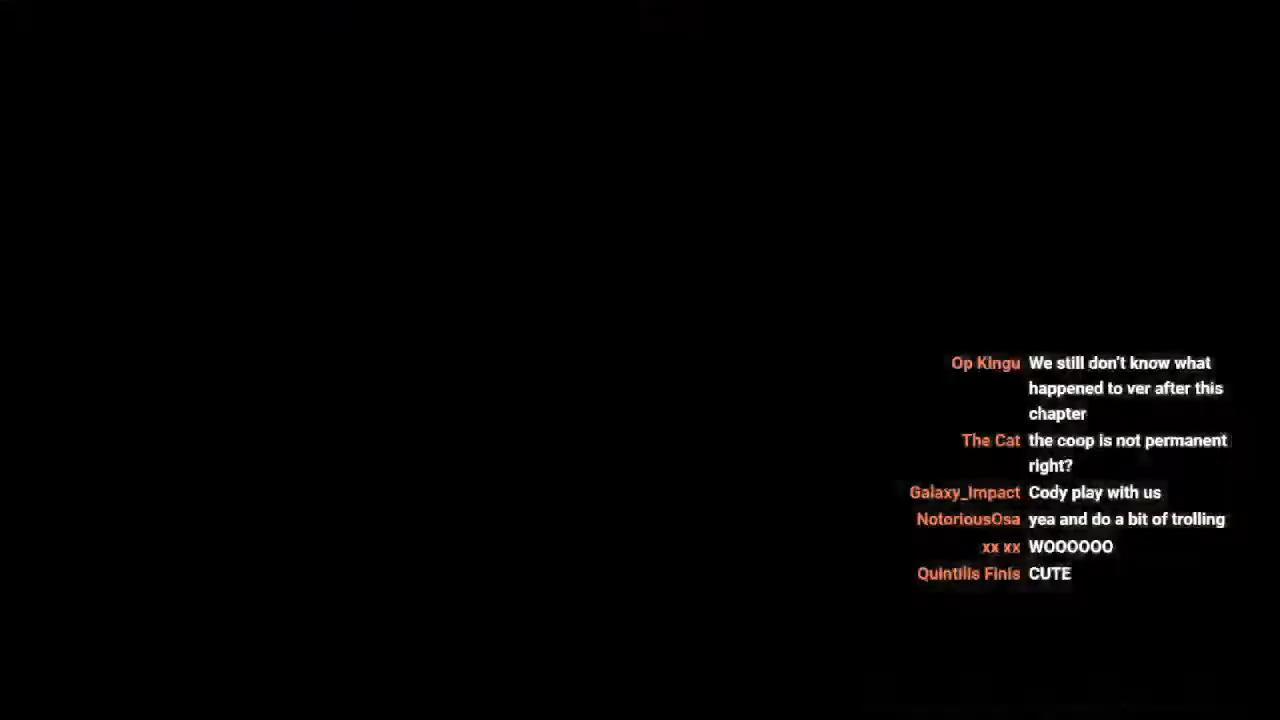 Op Kingu We still don't know what
happened to ver after this
chapter
The Cat the coop is not permanent
right?
Galaxy_Impact Cody play with us
NotoriousOsa yea and do a bit of trolling
xx xx WOOOOOO
Quintilis Finis CUTE